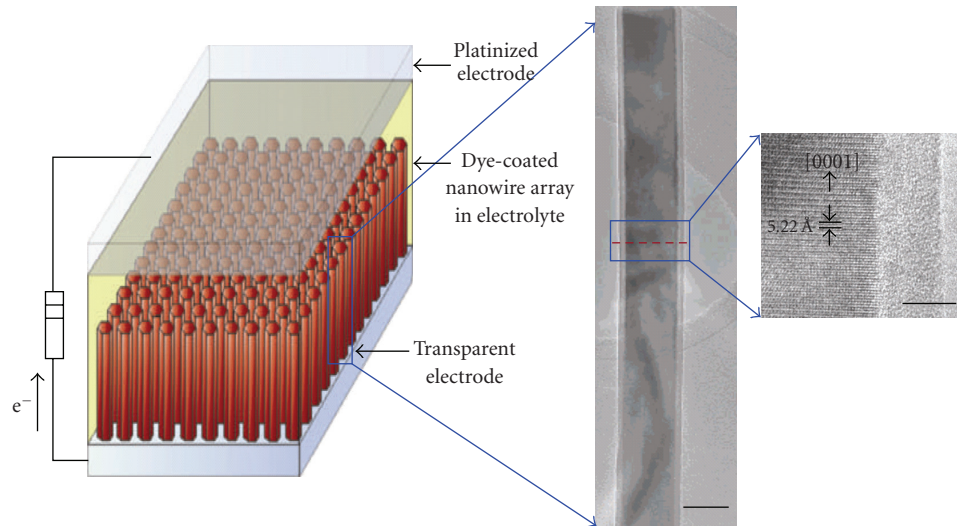 Platinized
electrode
Dye-coated
nanowire array
in electrolyte
Transparent
electrode
e⁻
[0001]
5.22 Å